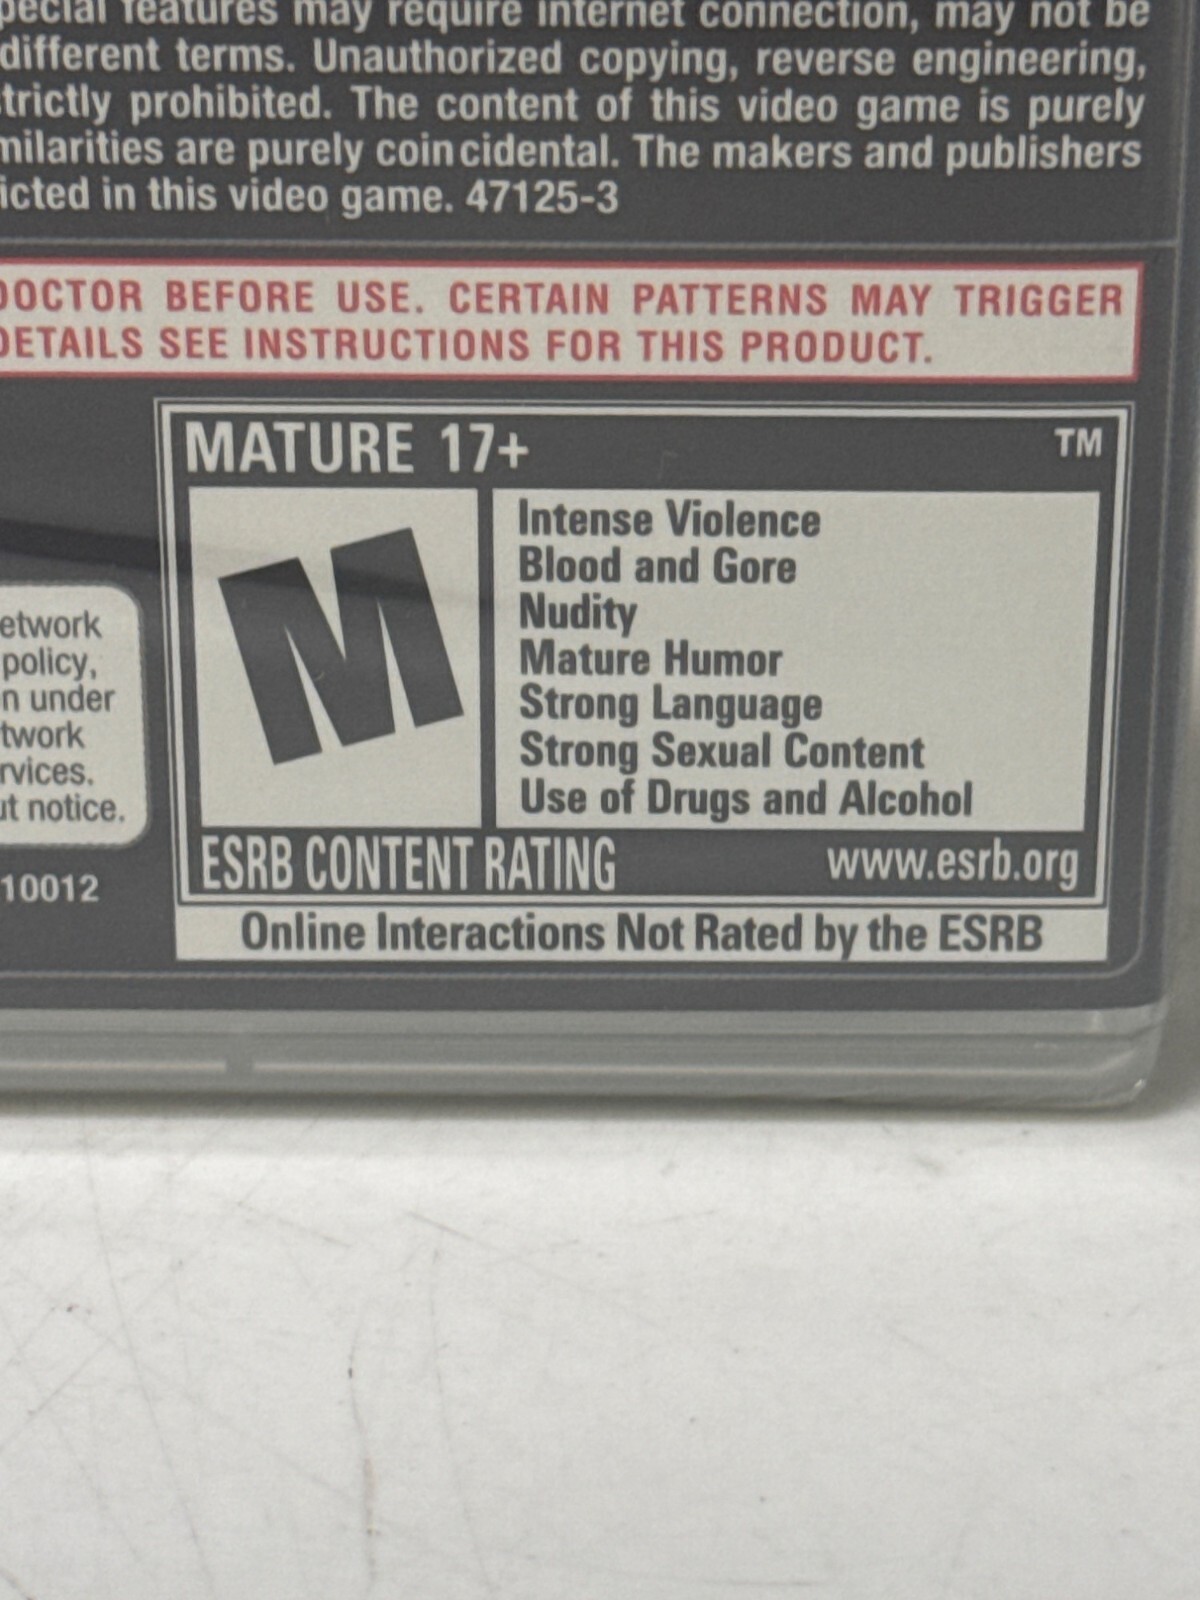 pecial features may require internet connection, may not be
different terms. Unauthorized copying, reverse engineering,
trictly prohibited. The content of this video game is purely
milarities are purely coincidental. The makers and publishers
icted in this video game. 47125-3
DOCTOR BEFORE USE. CERTAIN PATTERNS MAY TRIGGER
DETAILS SEE INSTRUCTIONS FOR THIS PRODUCT.
MATURE 17+ TM
M
Intense Violence
Blood and Gore
Nudity
Mature Humor
Strong Language
Strong Sexual Content
Use of Drugs and Alcohol
ESRB CONTENT RATING www.esrb.org
Online Interactions Not Rated by the ESRB
etwork
policy,
n under
twork
rvices.
ut notice.
10012